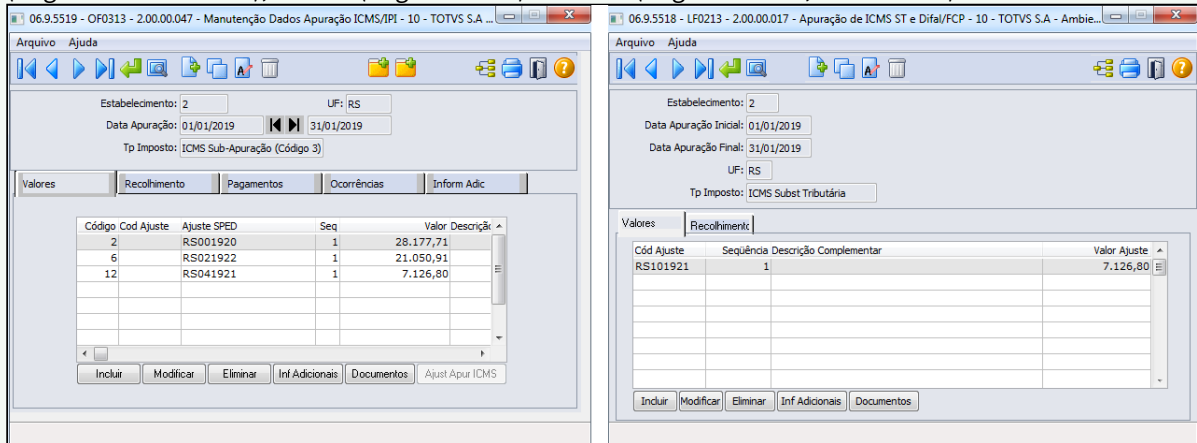 06.9.5519 - OF0313 - 2.00.00.047 - Manutenção Dados Apuração ICMS/IPI - 10 - TOTVS S.A ...
Arquivo Ajuda
Estabelecimento: 2 UF: RS
Data Apuração: 01/01/2019 31/01/2019
Tp Imposto: ICMS Sub-Apuração (Código 3)
Valores Recolhimento Pagamentos Ocorrências Inform Adic
Código Cod Ajuste Ajuste SPED Seq Valor Descriçã
2 RS001920 1 28.177,71
6 RS021922 1 21.050,91
12 RS041921 1 7.126,80
Incluir Modificar Eliminar Inf Adicionais Documentos Ajust Apur ICMS
06.9.5518 - LF0213 - 2.00.00.017 - Apuração de ICMS ST e Difal/FCP - 10 - TOTVS S.A - Ambie...
Arquivo Ajuda
Estabelecimento: 2
Data Apuração Inicial: 01/01/2019
Data Apuração Final: 31/01/2019
UF: RS
Tp Imposto: ICMS Subst Tributária
Valores Recolhimento
Cód Ajuste Seqüência Descrição Complementar Valor Ajuste
RS101921 1 7.126,80
Incluir Modificar Eliminar Inf Adicionais Documentos